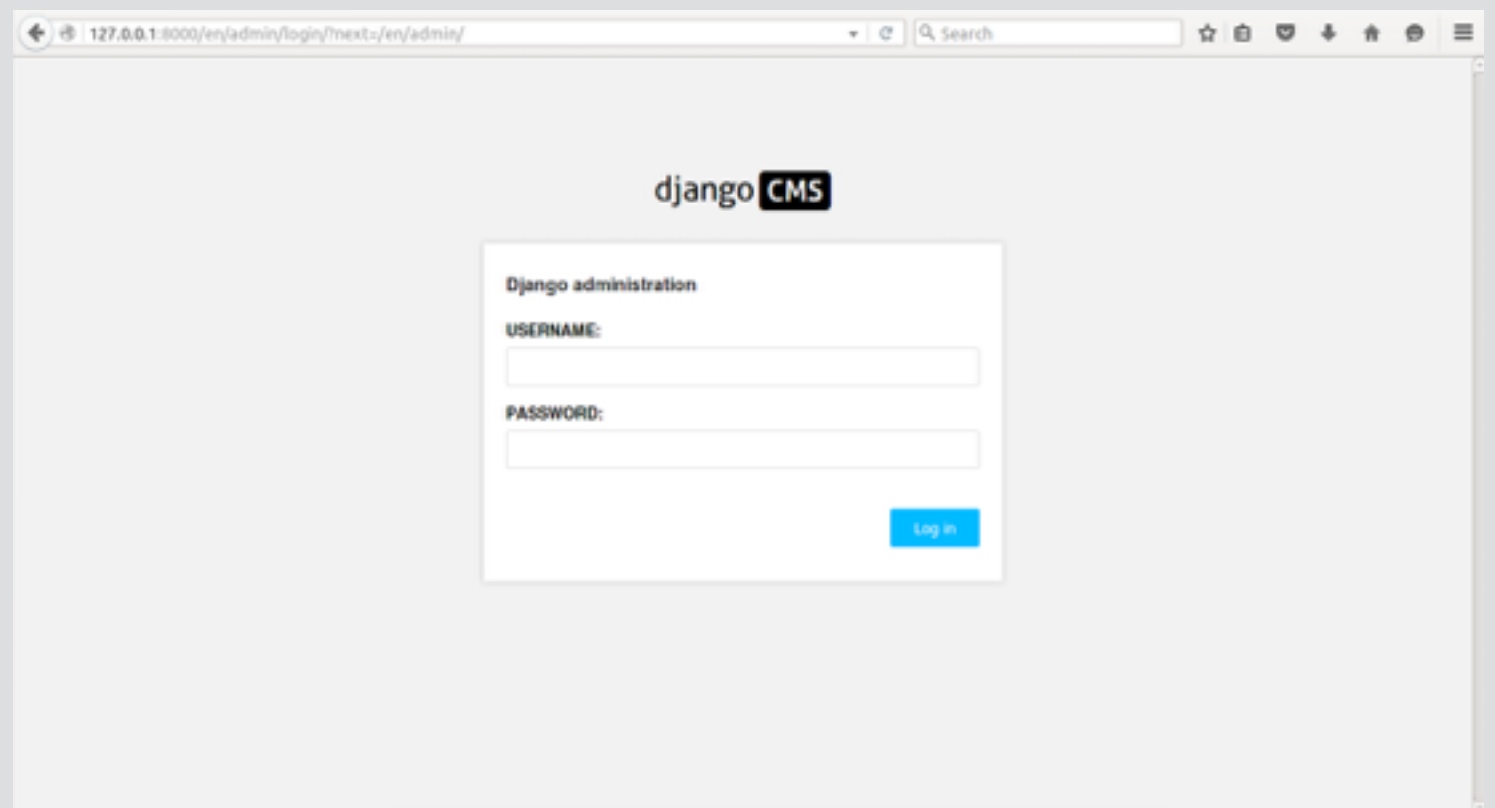 127.0.0.1:8000/en/admin/login/?next=/en/admin/
Search
django CMS
Django administration
USERNAME:
PASSWORD:
Log in